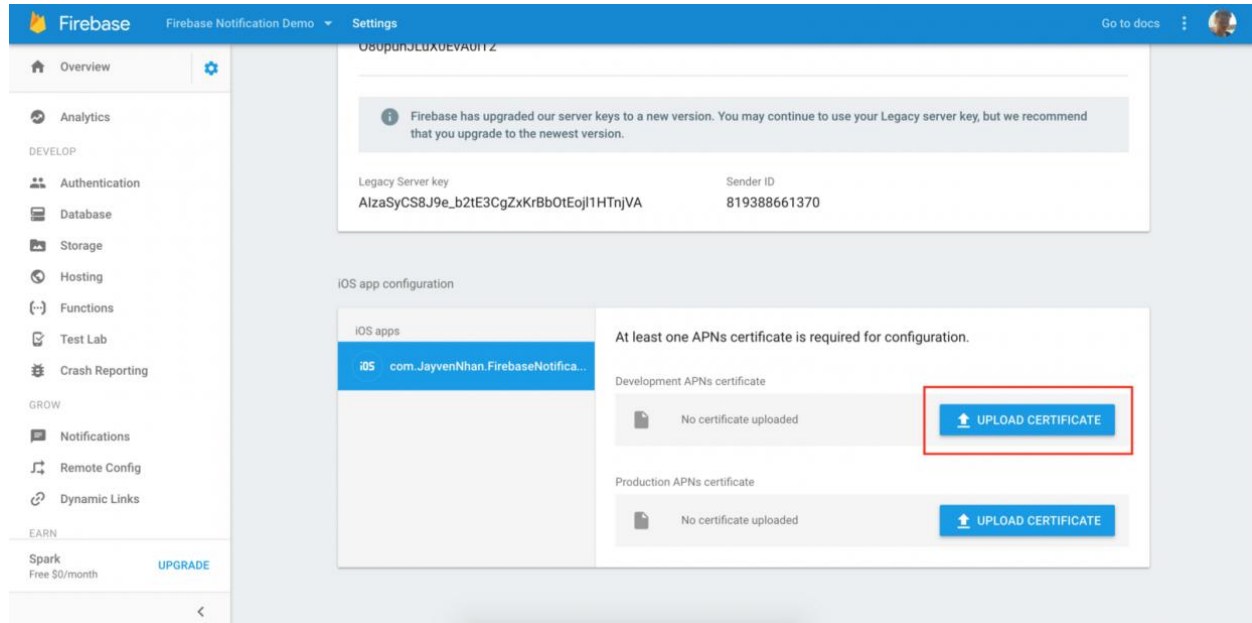 Firebase
Firebase Notification Demo
Settings
Go to docs
Overview
Analytics
DEVELOP
Authentication
Database
Storage
Hosting
Functions
Test Lab
Crash Reporting
GROW
Notifications
Remote Config
Dynamic Links
EARN
Spark
Free $0/month
UPGRADE
Firebase has upgraded our server keys to a new version. You may continue to use your Legacy server key, but we recommend
that you upgrade to the newest version.
Legacy Server key
Sender ID
AIzaSyCS8J9e_b2tE3CgZxKrBbOtEojl1HTnjVA
819388661370
iOS app configuration
iOS apps
iOS com.JayvenNhan.FirebaseNotifica...
At least one APNs certificate is required for configuration.
Development APNs certificate
No certificate uploaded
UPLOAD CERTIFICATE
Production APNs certificate
No certificate uploaded
UPLOAD CERTIFICATE